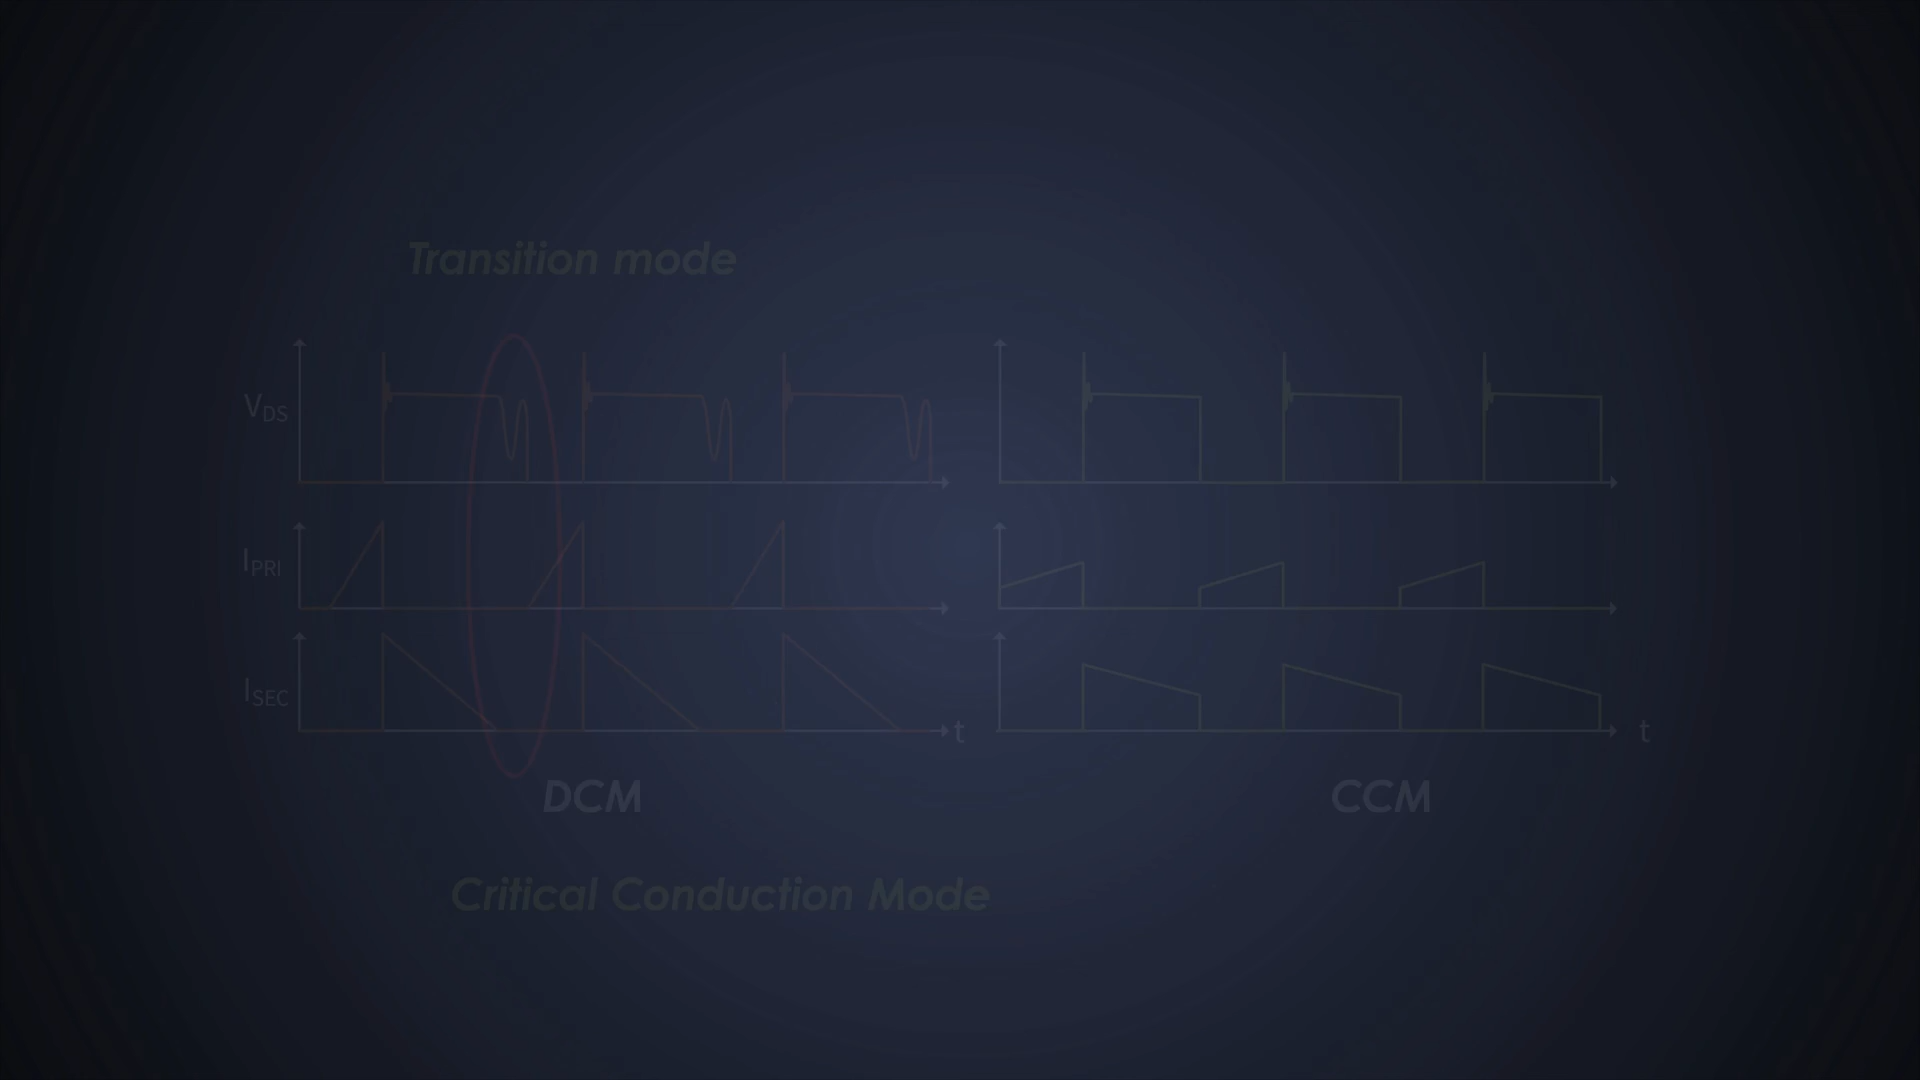 Transition mode
VDS
IPRI
ISEC
t
t
DCM
CCM
Critical Conduction Mode